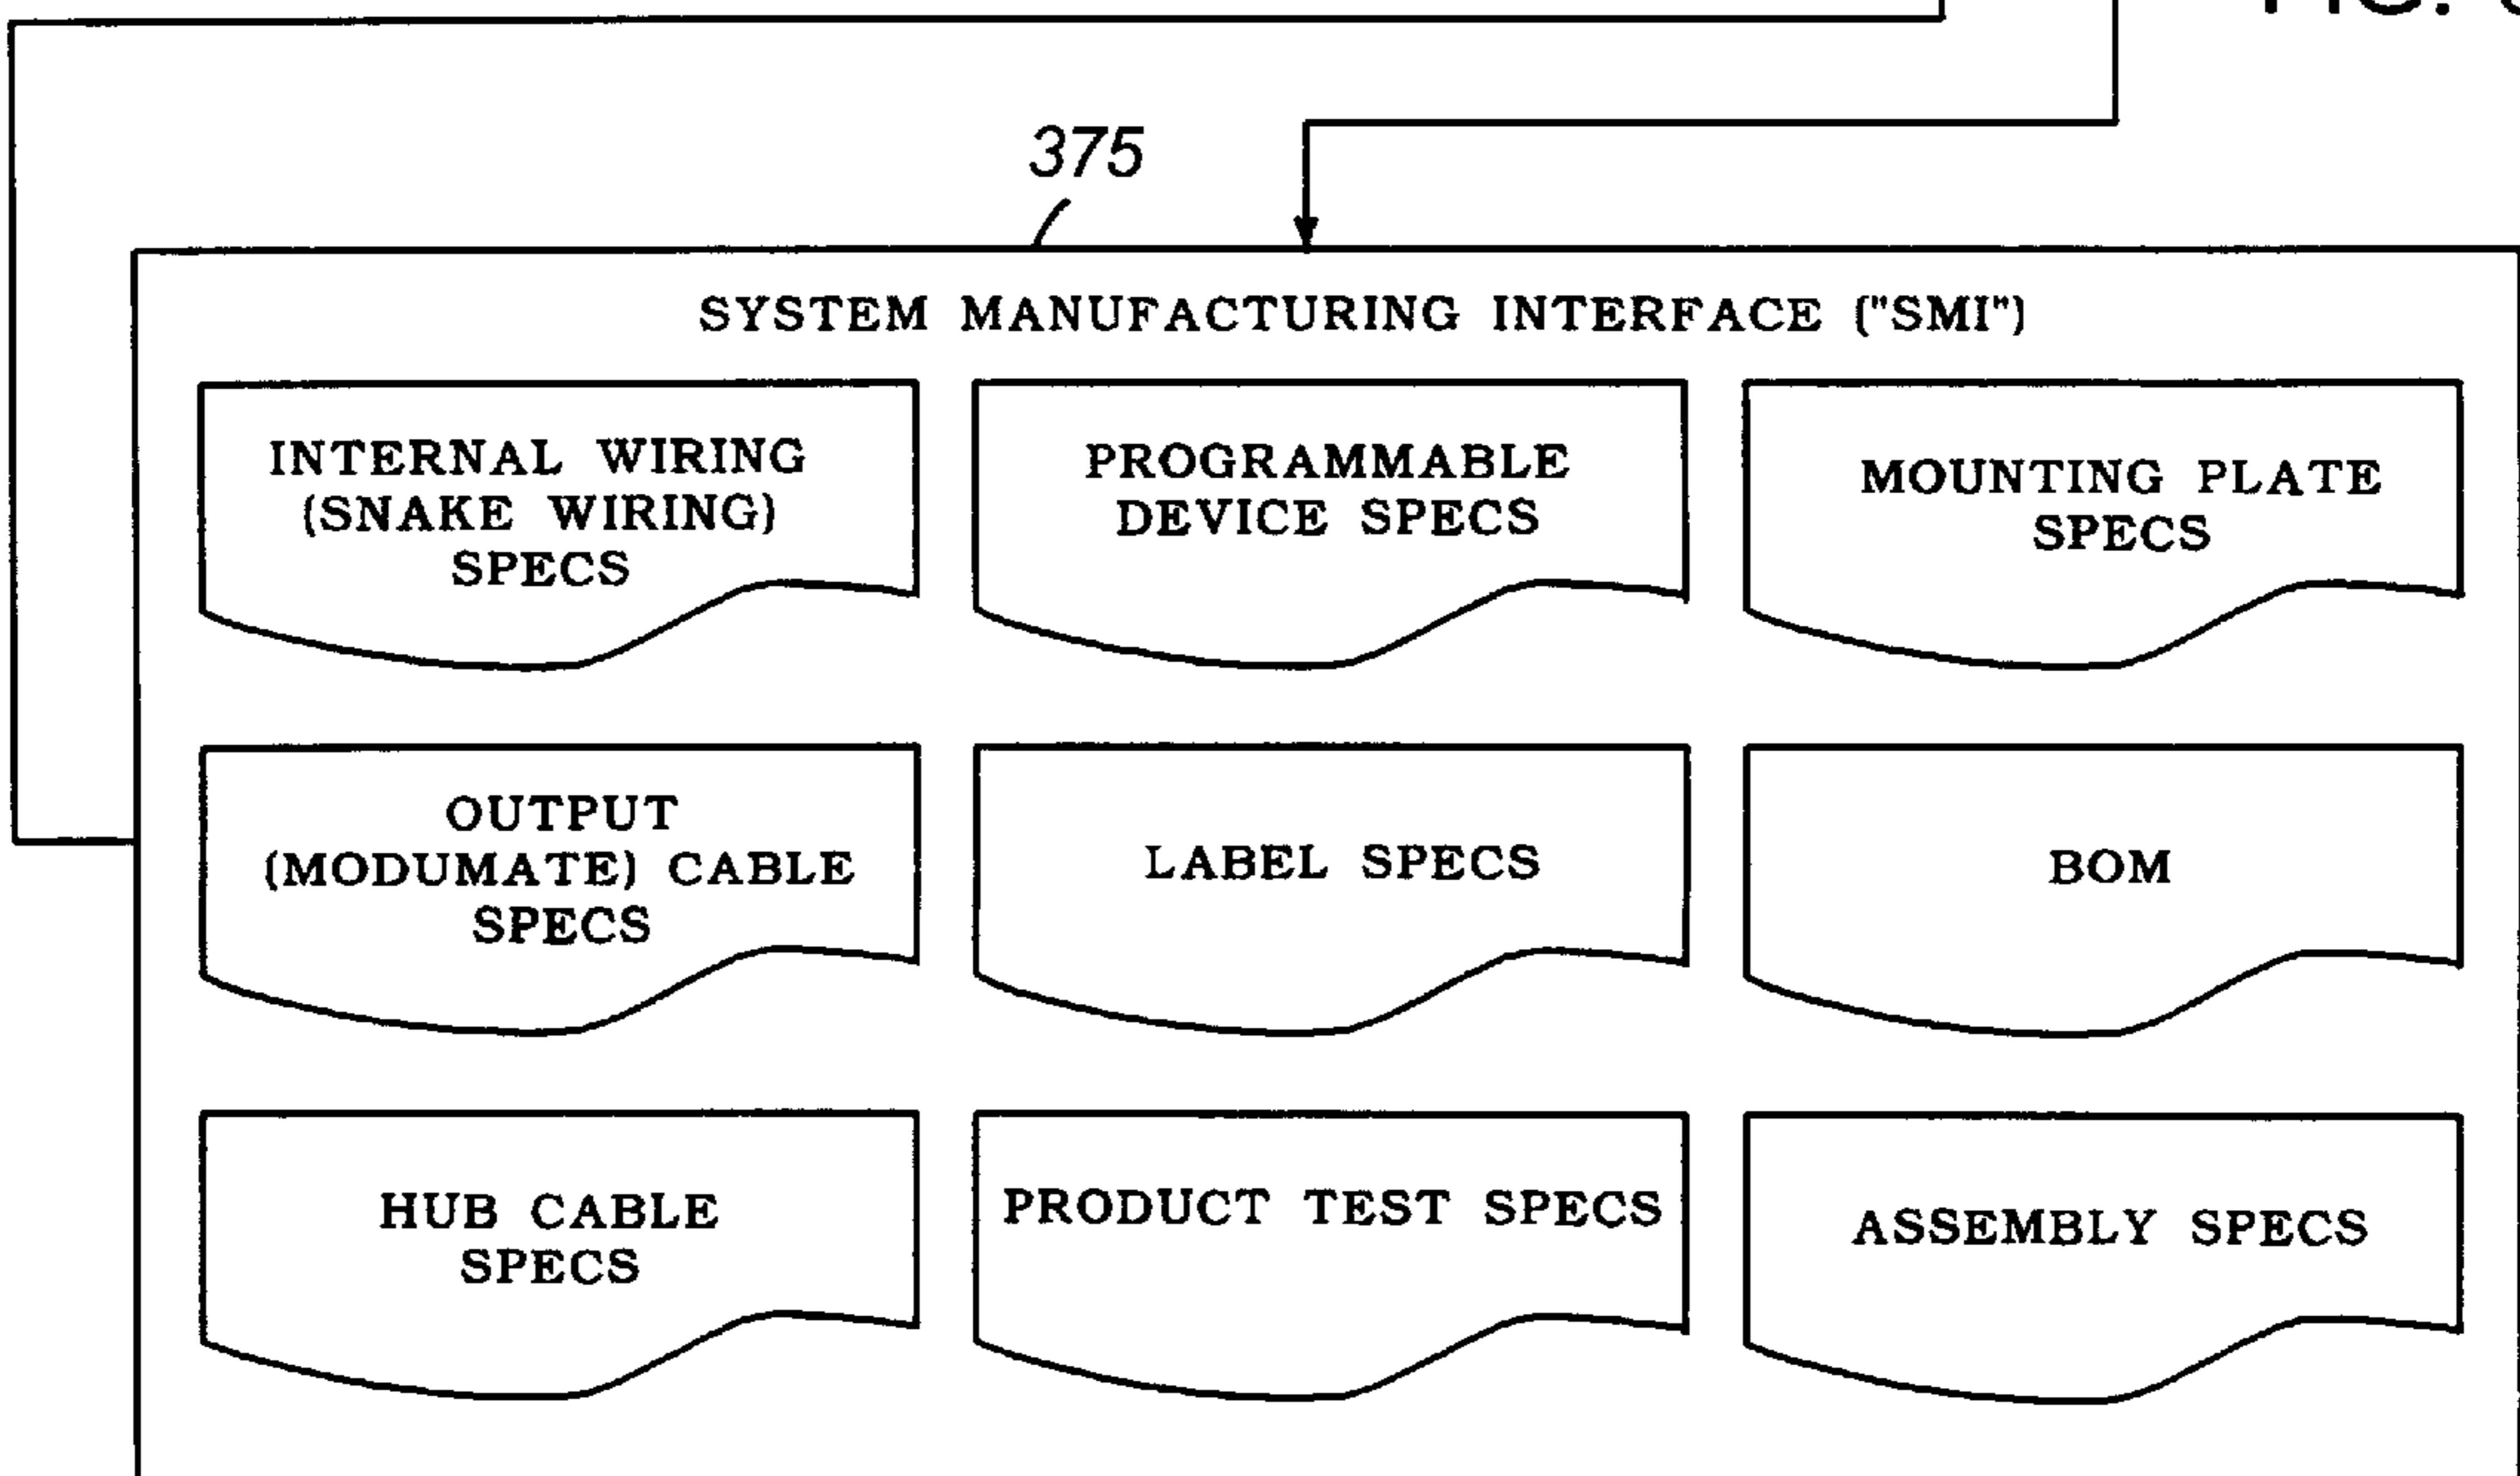 FIG.
375
SYSTEM MANUFACTURING INTERFACE ("SMI")
INTERNAL WIRING
(SNAKE WIRING)
SPECS
PROGRAMMABLE
DEVICE SPECS
MOUNTING PLATE
SPECS
OUTPUT
(MODUMATE) CABLE
SPECS
LABEL SPECS
BOM
HUB CABLE
SPECS
PRODUCT TEST SPECS
ASSEMBLY SPECS